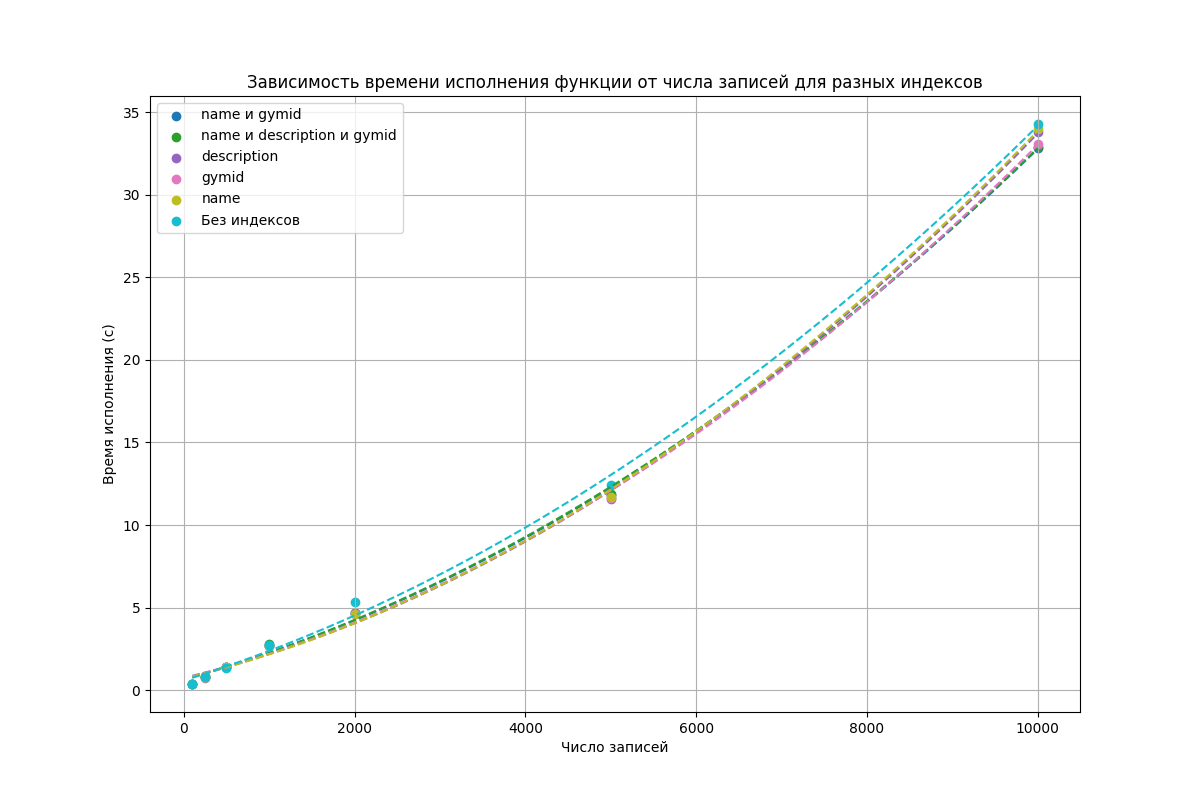 Зависимость времени исполнения функции от числа записей для разных индексов
35
30
25
20
15
10
5
0
Время исполнения (с)
name и gymid
name и description и gymid
description
gymid
name
Без индексов
0 2000 4000 6000 8000 10000
Число записей